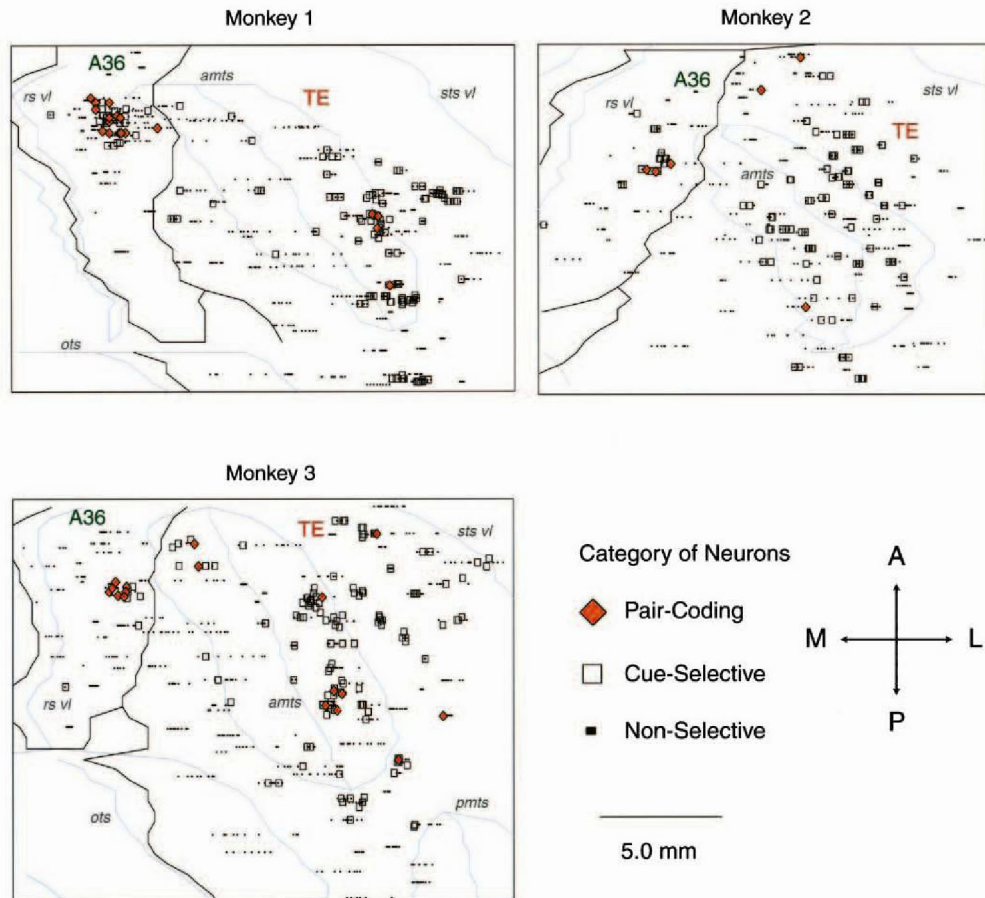 Monkey 1
A36
amts
TE
rs vl
sts vl
ots
Monkey 2
A36
rs vl
sts vl
TE
amts
Monkey 3
A36
TE
sts vl
rs vl
amts
ots
pmts
Category of Neurons
Pair-Coding
Cue-Selective
Non-Selective
A
M
L
P
5.0 mm